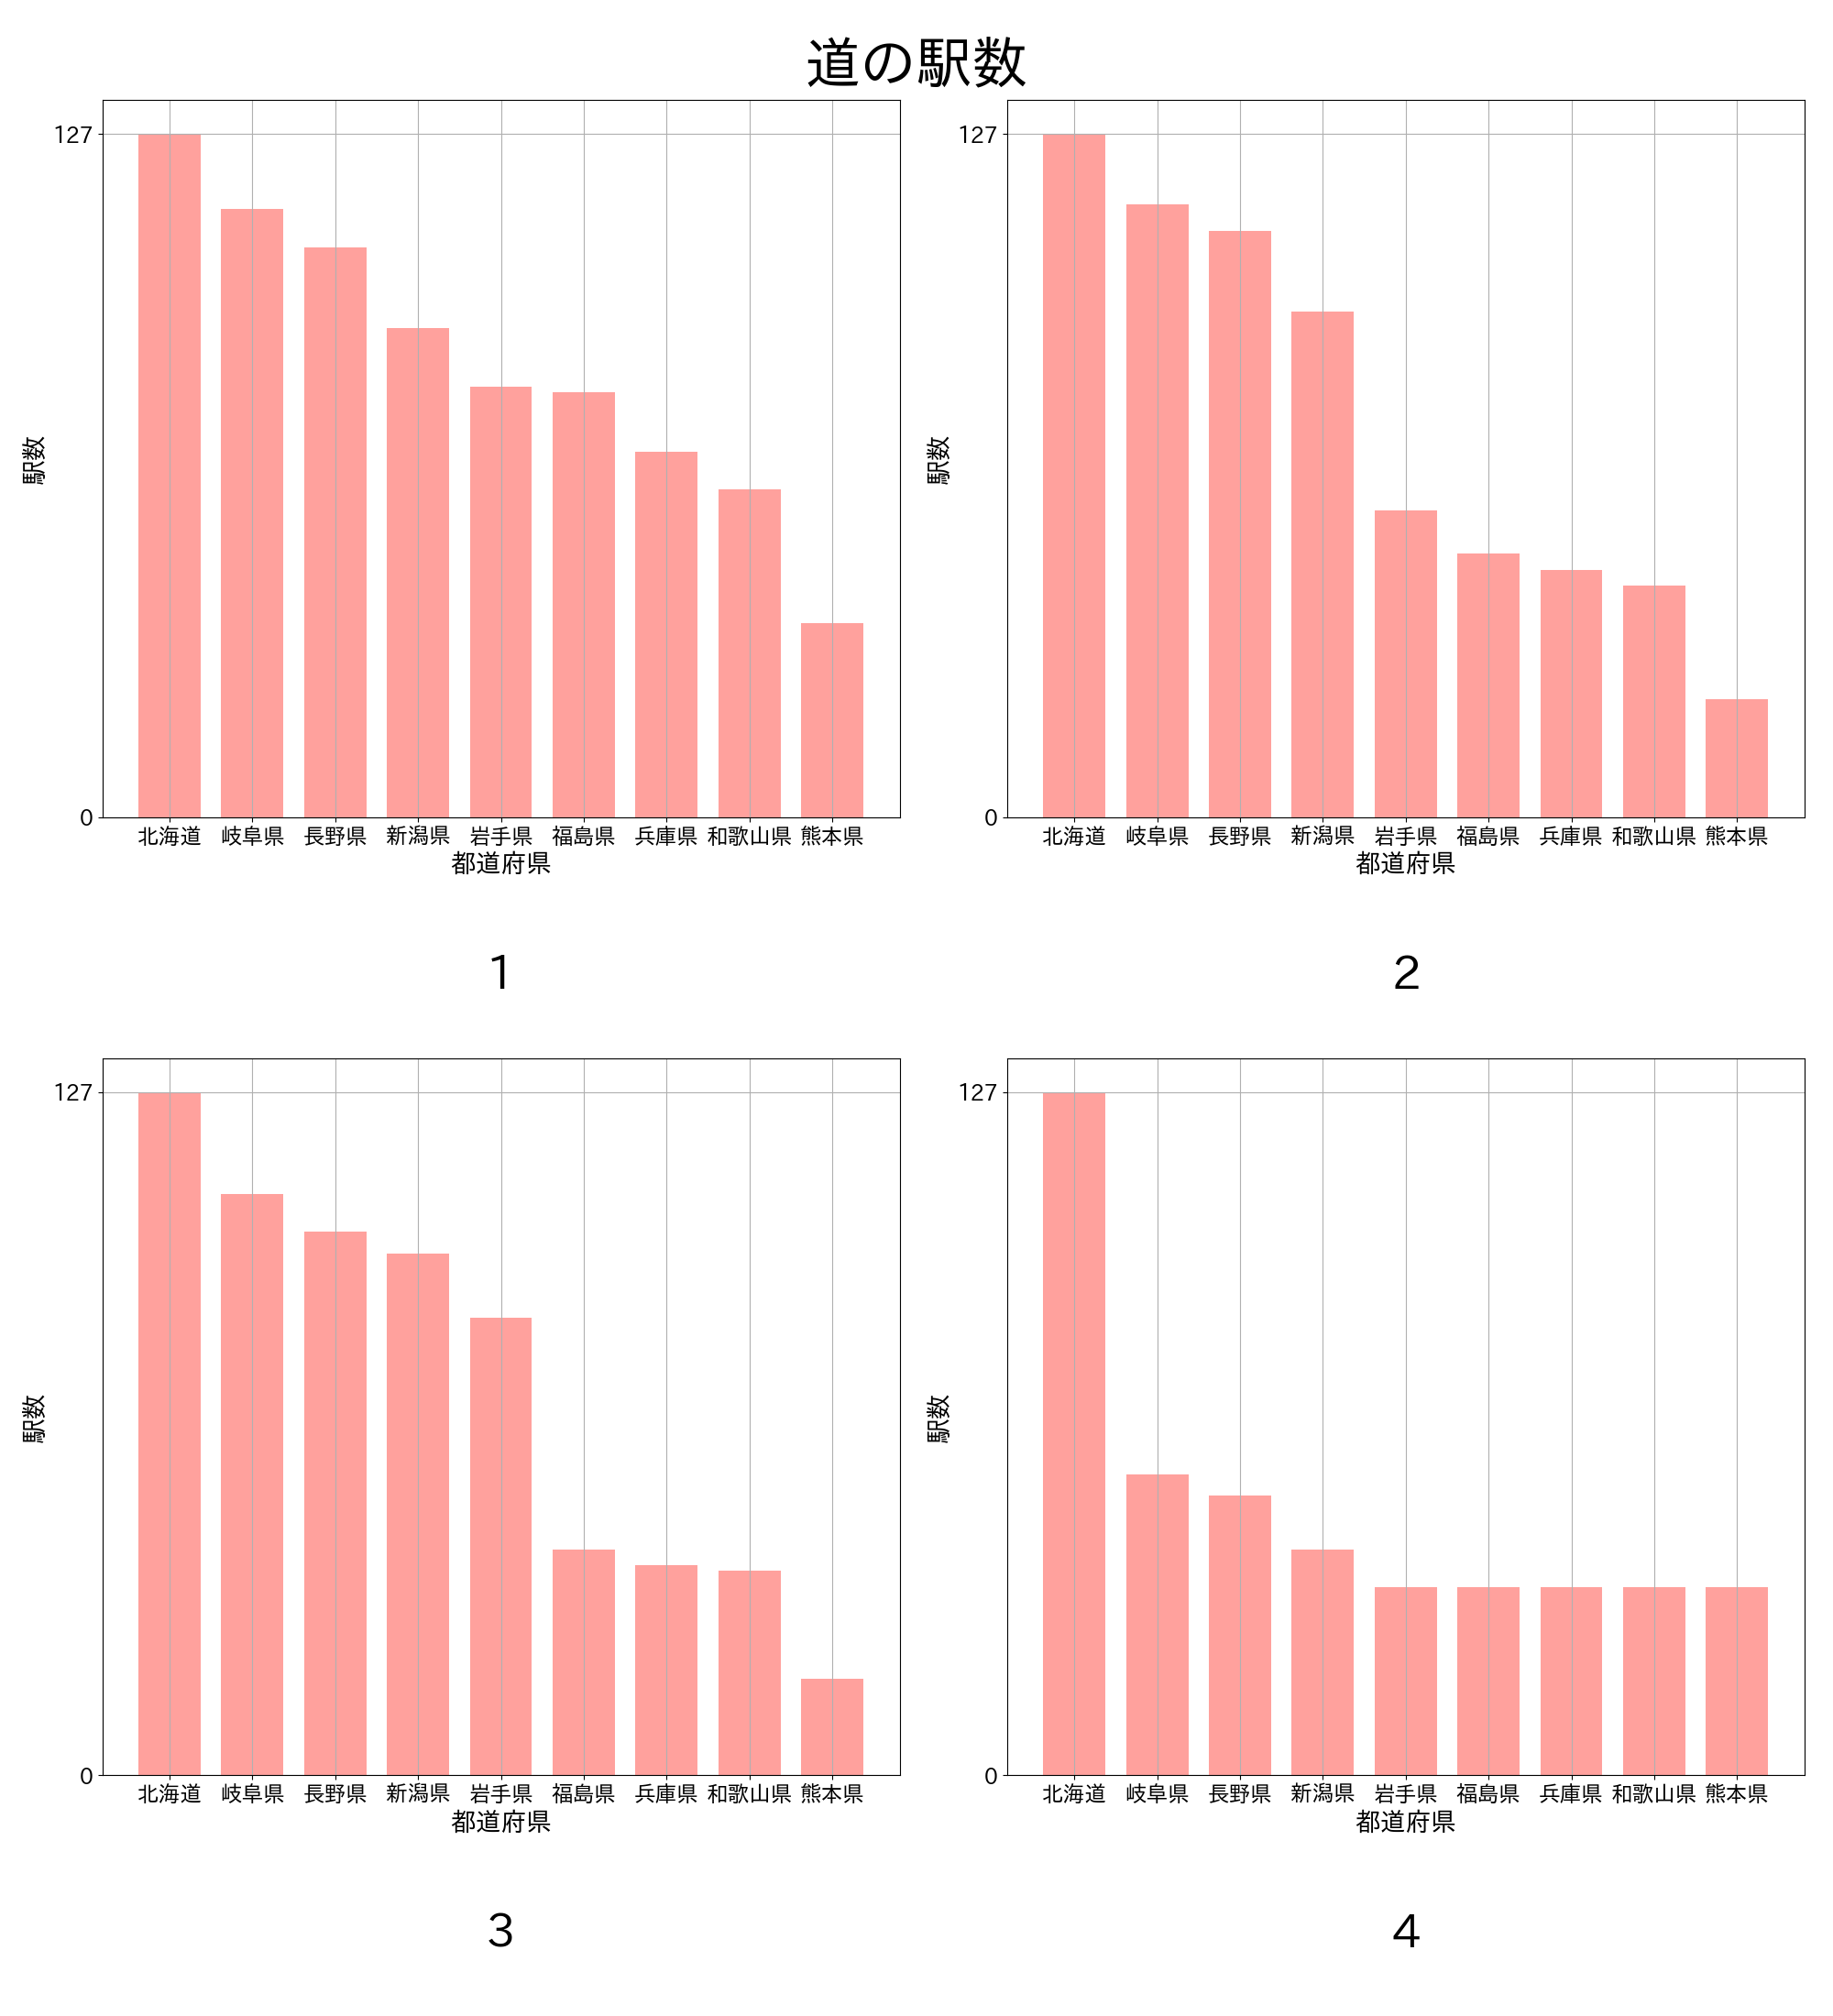 道の駅数
127
駅数
0
北海道 岐阜県 長野県 新潟県 岩手県 福島県 兵庫県 和歌山県 熊本県
都道府県
1
127
駅数
0
北海道 岐阜県 長野県 新潟県 岩手県 福島県 兵庫県 和歌山県 熊本県
都道府県
2
127
駅数
0
北海道 岐阜県 長野県 新潟県 岩手県 福島県 兵庫県 和歌山県 熊本県
都道府県
3
127
駅数
0
北海道 岐阜県 長野県 新潟県 岩手県 福島県 兵庫県 和歌山県 熊本県
都道府県
4